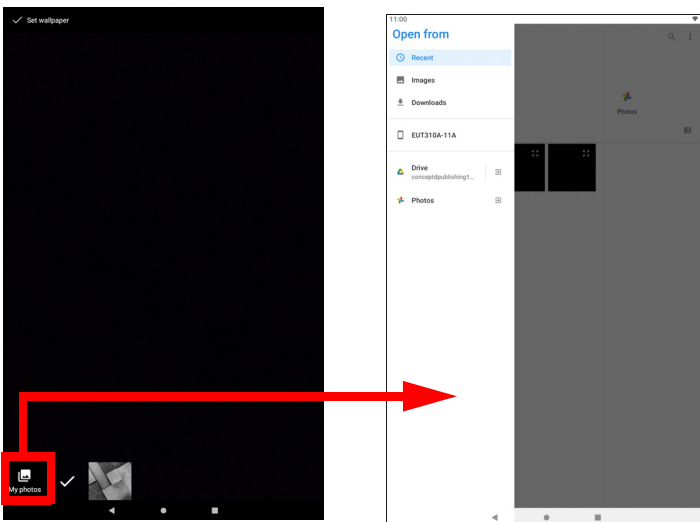 Set wallpaper
My photos
11:00
Open from
Recent
Images
Downloads
EUT310A-11A
Drive
conceptdpublishing1...
Photos
Photos